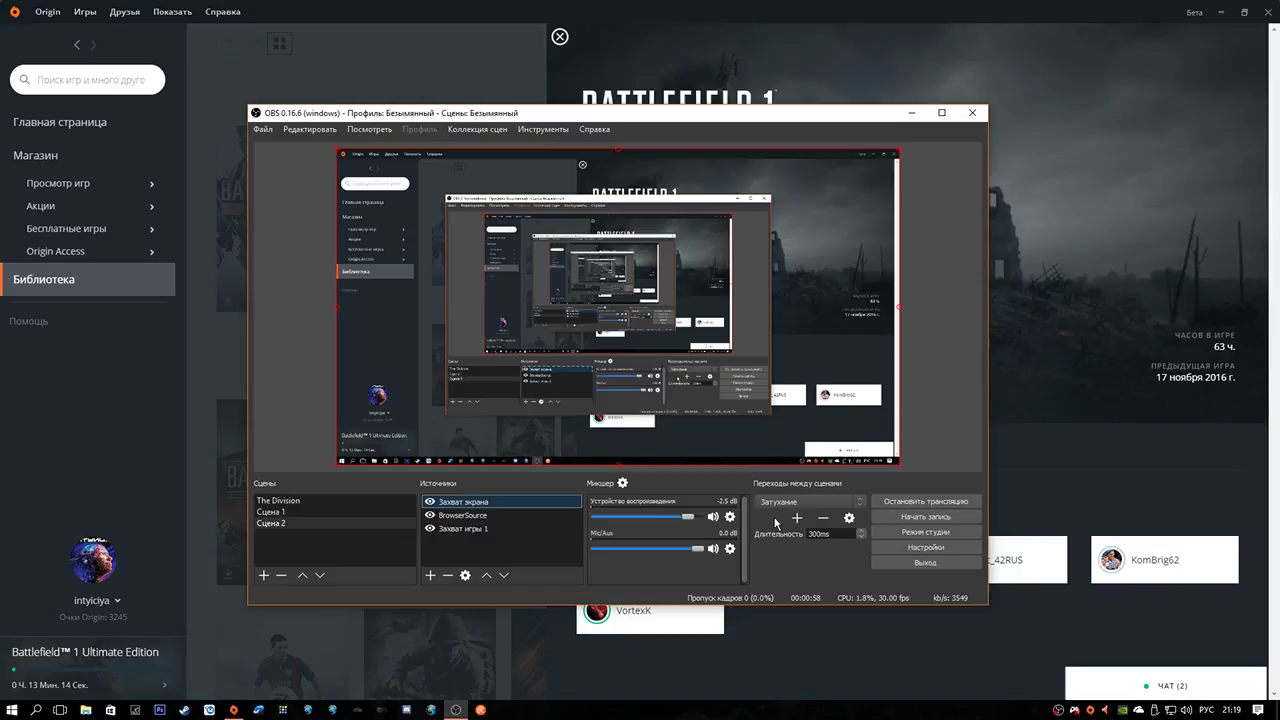 Origin Игры Друзья Показать Справка
Бета
Поиск игр и много друго
Главная страница
Магазин
Просмотр игр
Акции
Бесплатные игры
Origin Access
Библиотека
Помощь
intyiciya
Очки Origin: 3245
Battlefield™ 1 Ultimate Edition
0 Ч. 13 Мин. 14 Сек.
BATTLEFIELD 1
OBS 0.16.6 (windows) - Профиль: Безымянный - Сцены: Безымянный
Файл Редактировать Посмотреть Профиль Коллекция сцен Инструменты Справка
Сцены
The Division
Сцена 1
Сцена 2
Источники
Захват экрана
BrowserSource
Захват игры 1
Микшер
Устройство воспроизведения -2.5 dB
Mic/Aux 0.0 dB
Переходы между сценами
Затухание
Длительность 300ms
Остановить трансляцию
Начать запись
Режим студии
Настройки
Выход
Пропуск кадров 0 (0.0%) 00:00:58 CPU: 1.8%, 30.00 fps kb/s: 3549
ЧАСОВ В ИГРЕ
63 ч.
ПРЕДЫДУЩАЯ ИГРА
17 ноября 2016 г.
c_42RUS
KomBrig62
VortexK
ЧАТ (2)
РУС 21:19